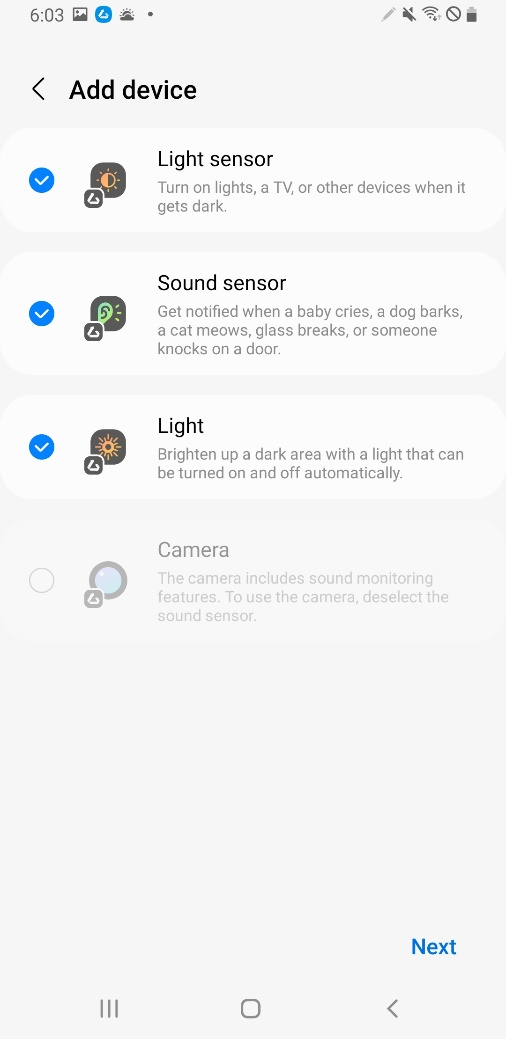 6:03
Add device
Light sensor
Turn on lights, a TV, or other devices when it
gets dark.
Sound sensor
Get notified when a baby cries, a dog barks,
a cat meows, glass breaks, or someone
knocks on a door.
Light
Brighten up a dark area with a light that can
be turned on and off automatically.
Camera
The camera includes sound monitoring
features. To use the camera, deselect the
sound sensor.
Next